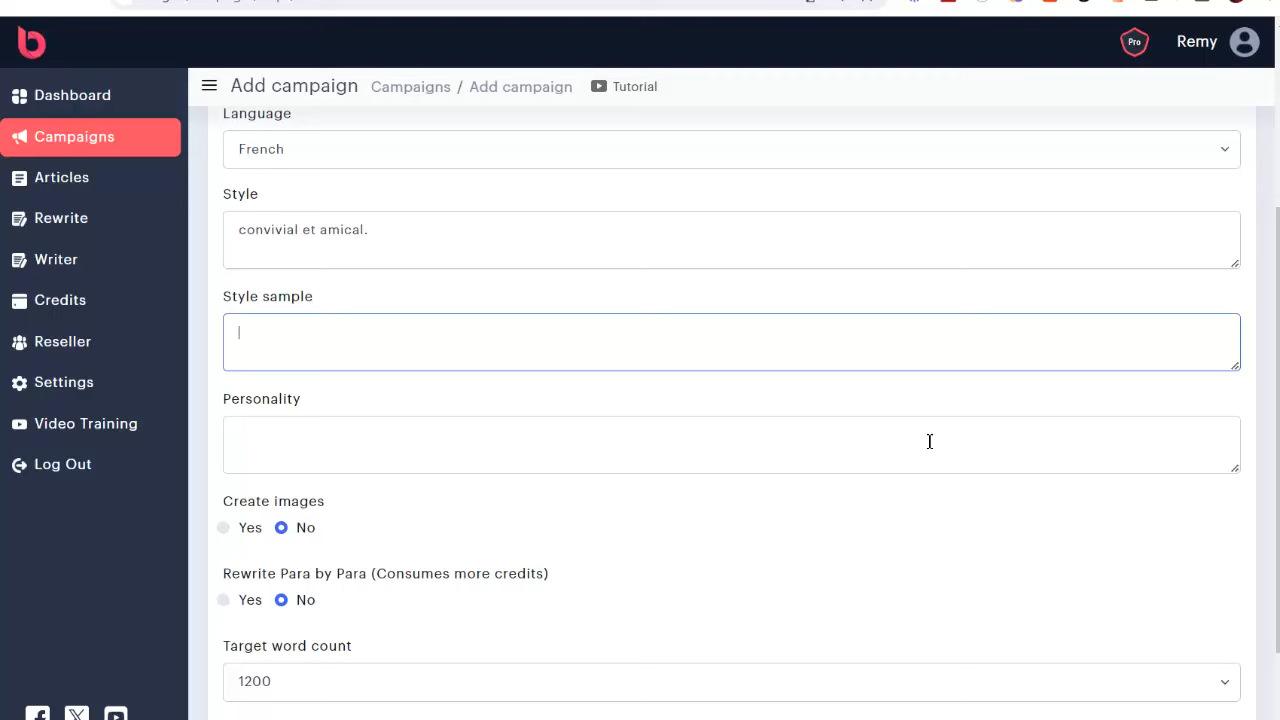 Pro
Remy
Dashboard
Campaigns
Articles
Rewrite
Writer
Credits
Reseller
Settings
Video Training
Log Out
Add campaign Campaigns / Add campaign Tutorial
Language
French
Style
convivial et amical.
Style sample
Personality
Create images
Yes No
Rewrite Para by Para (Consumes more credits)
Yes No
Target word count
1200